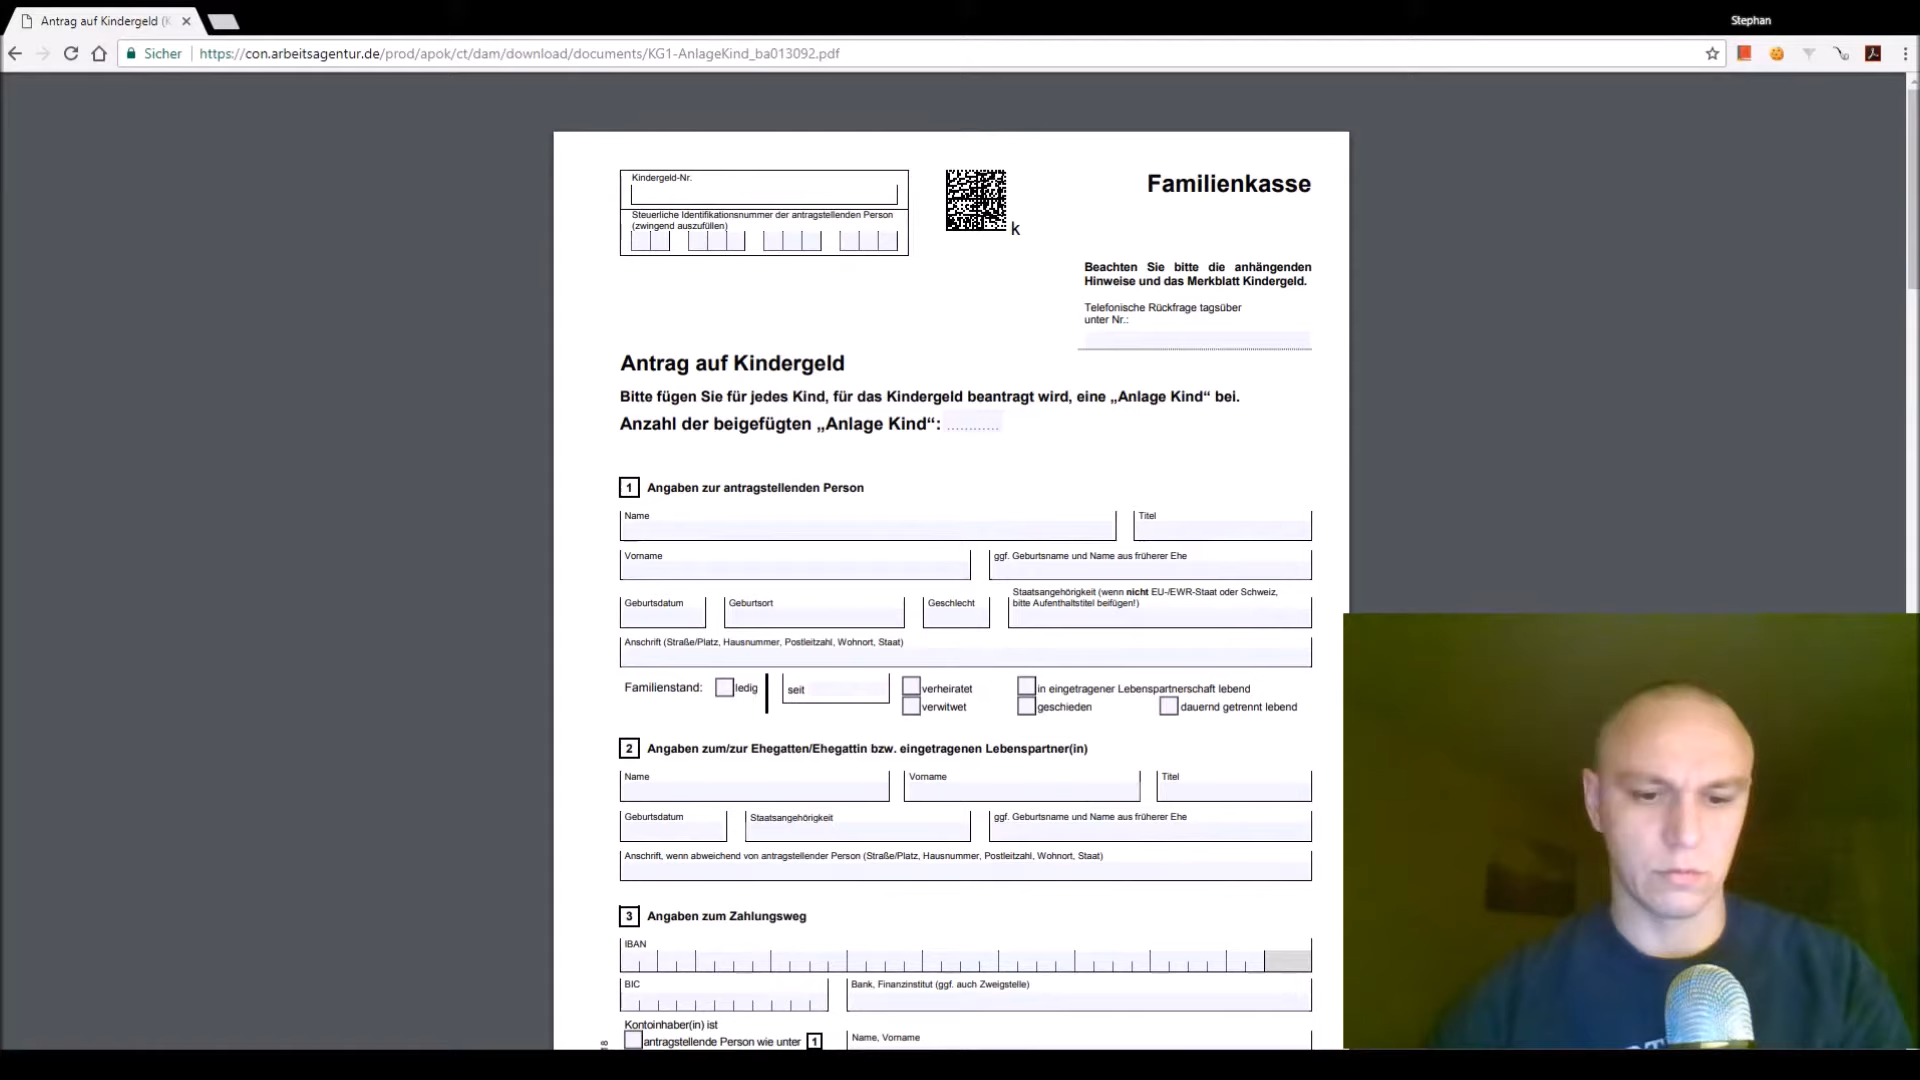 Antrag auf Kindergeld (K
Stephan
Sicher
https://con.arbeitsagentur.de/prod/apok/ct/dam/download/documents/KG1-AnlageKind_ba013092.pdf
Kindergeld-Nr.
Steuerliche Identifikationsnummer der antragstellenden Person
(zwingend auszufüllen)
k
Familienkasse
Beachten Sie bitte die anhängenden
Hinweise und das Merkblatt Kindergeld.
Telefonische Rückfrage tagsüber
unter Nr.:
Antrag auf Kindergeld
Bitte fügen Sie für jedes Kind, für das Kindergeld beantragt wird, eine „Anlage Kind“ bei.
Anzahl der beigefügten „Anlage Kind“: ............
1 Angaben zur antragstellenden Person
Name Titel
Vorname ggf. Geburtsname und Name aus früherer Ehe
Geburtsdatum Geburtsort Geschlecht Staatsangehörigkeit (wenn nicht EU-/EWR-Staat oder Schweiz,
bitte Aufenthaltstitel beifügen!)
Anschrift (Straße/Platz, Hausnummer, Postleitzahl, Wohnort, Staat)
Familienstand: ledig seit verheiratet in eingetragener Lebenspartnerschaft lebend
verwitwet geschieden dauernd getrennt lebend
2 Angaben zum/zur Ehegatten/Ehegattin bzw. eingetragenen Lebenspartner(in)
Name Vorname Titel
Geburtsdatum Staatsangehörigkeit ggf. Geburtsname und Name aus früherer Ehe
Anschrift, wenn abweichend von antragstellender Person (Straße/Platz, Hausnummer, Postleitzahl, Wohnort, Staat)
3 Angaben zum Zahlungsweg
IBAN
BIC Bank, Finanzinstitut (ggf. auch Zweigstelle)
Kontoinhaber(in) ist
antragstellende Person wie unter 1 Name, Vorname
18